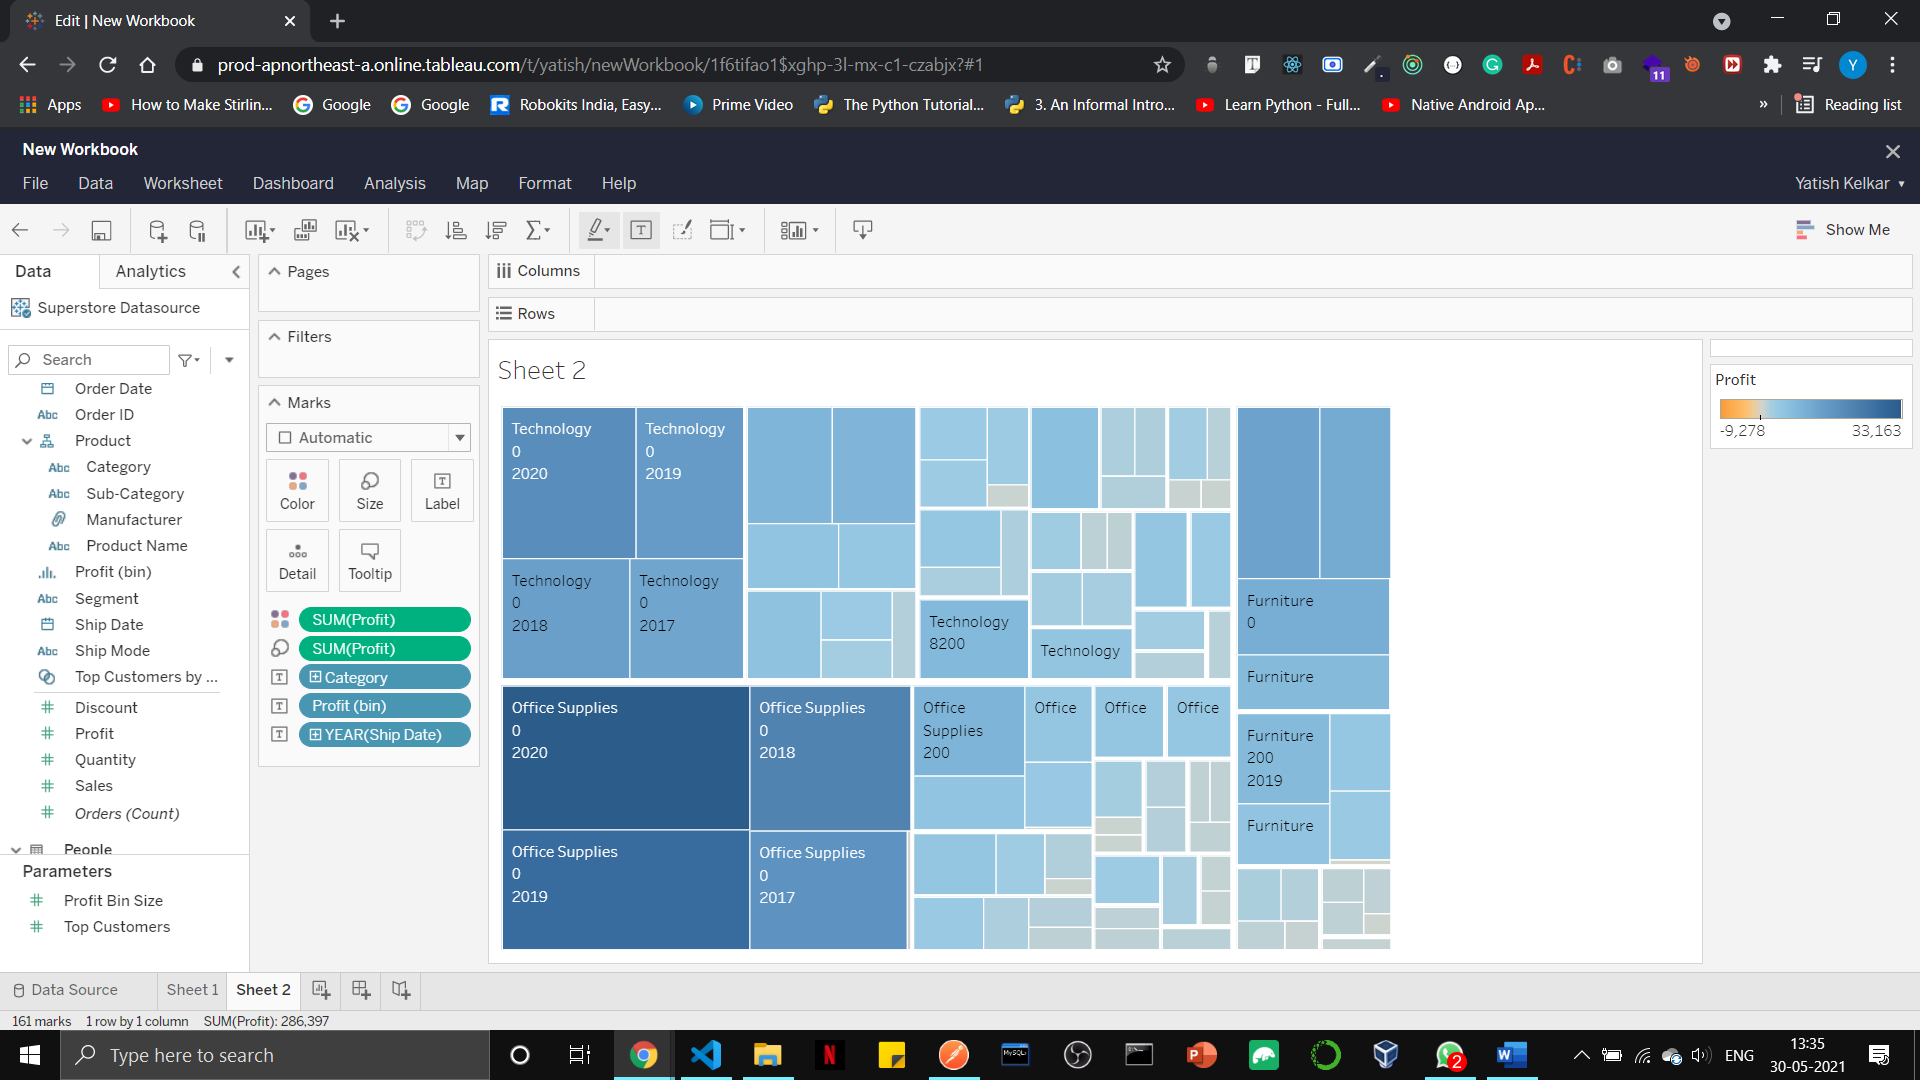 Edit | New Workbook
prod-apnortheast-a.online.tableau.com/t/yatish/newWorkbook/1f6tifao1$xghp-3l-mx-c1-czabjx?#1
11
Y
Apps
How to Make Stirlin...
Google
Google
Robokits India, Easy...
Prime Video
The Python Tutorial...
3. An Informal Intro...
Learn Python - Full...
Native Android Ap...
»
Reading list
New Workbook
File Data Worksheet Dashboard Analysis Map Format Help
Yatish Kelkar
Show Me
Data
Analytics
Superstore Datasource
Search
Order Date
Abc Order ID
Product
Abc Category
Abc Sub-Category
Manufacturer
Abc Product Name
Profit (bin)
Abc Segment
Ship Date
Abc Ship Mode
Top Customers by ...
Discount
Profit
Quantity
Sales
Orders (Count)
People
Parameters
Profit Bin Size
Top Customers
Pages
Filters
Marks
Automatic
Color
Size
Label
Detail
Tooltip
SUM(Profit)
SUM(Profit)
Category
Profit (bin)
YEAR(Ship Date)
Columns
Rows
Sheet 2
Technology
0
2020
Technology
0
2019
Technology
0
2018
Technology
0
2017
Technology
8200
Technology
Office Supplies
0
2020
Office Supplies
0
2018
Office Supplies
0
2019
Office Supplies
0
2017
Office
Supplies
200
Office
Office
Office
Furniture
0
Furniture
Furniture
200
2019
Furniture
Profit
-9,278
33,163
Data Source
Sheet 1
Sheet 2
161 marks 1 row by 1 column SUM(Profit): 286,397
Type here to search
MySQL
2
ENG
13:35
30-05-2021